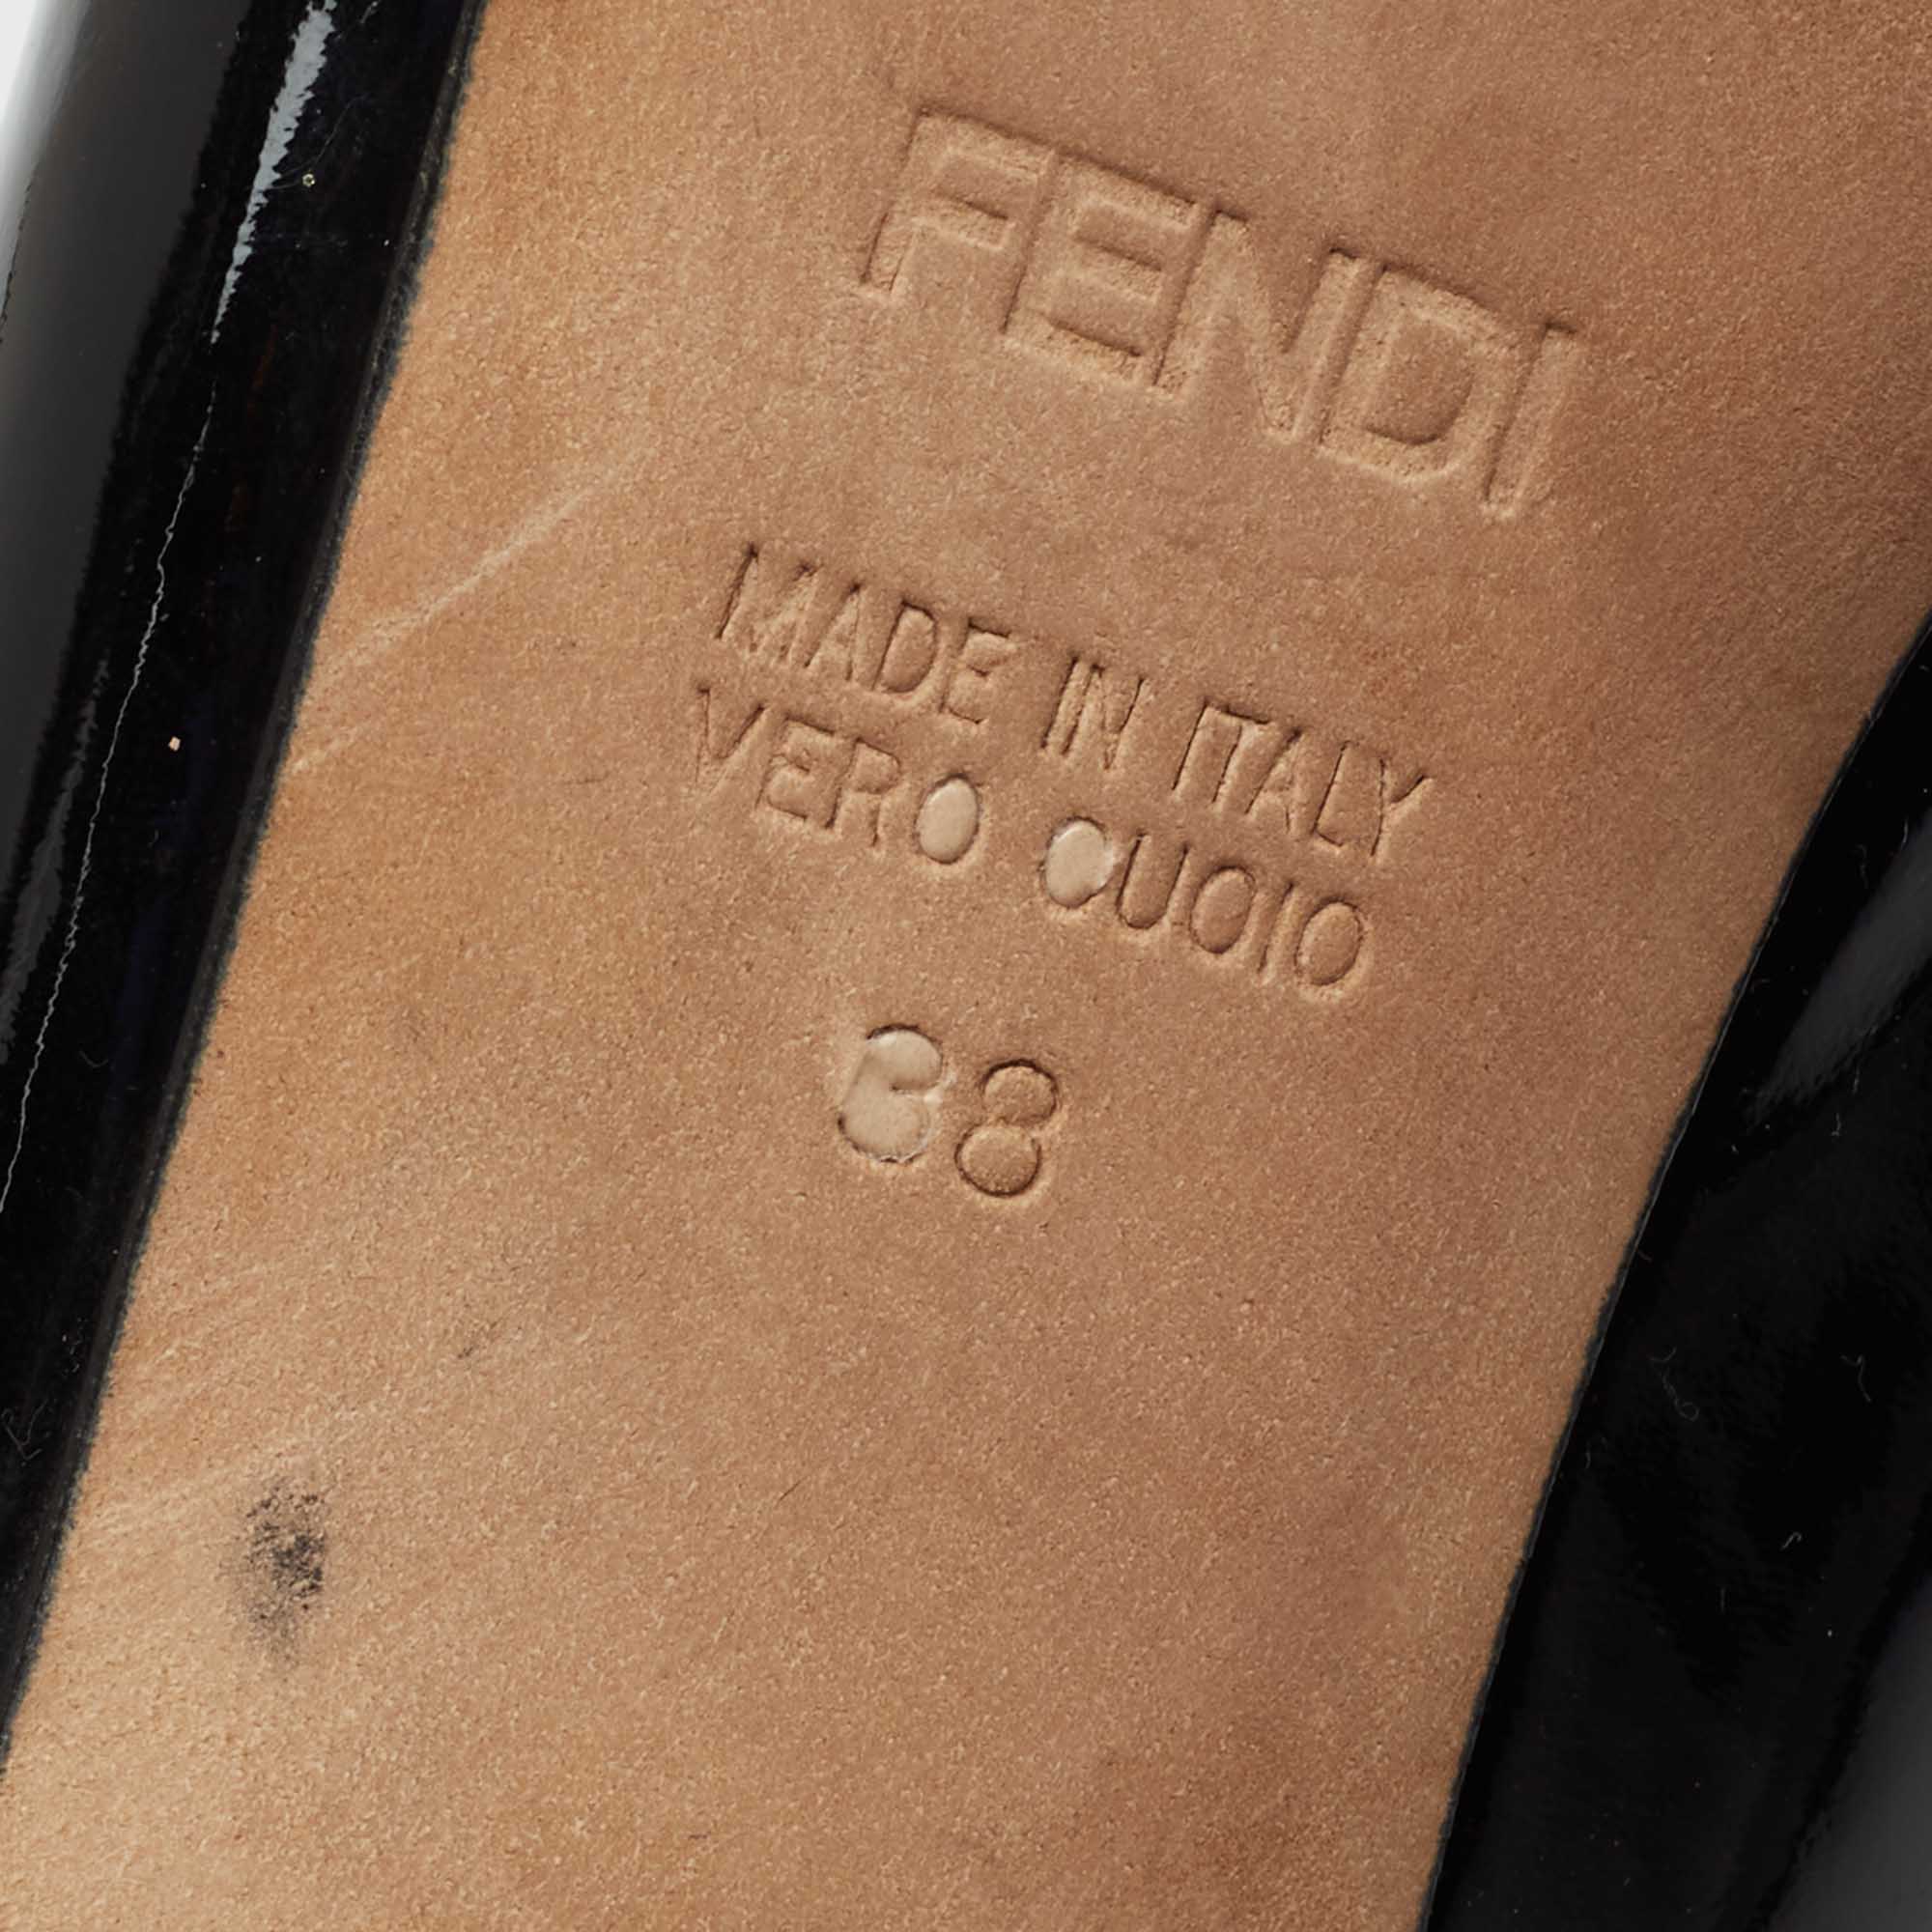 FENDI
MADE IN ITALY
VERO CUOIO
38